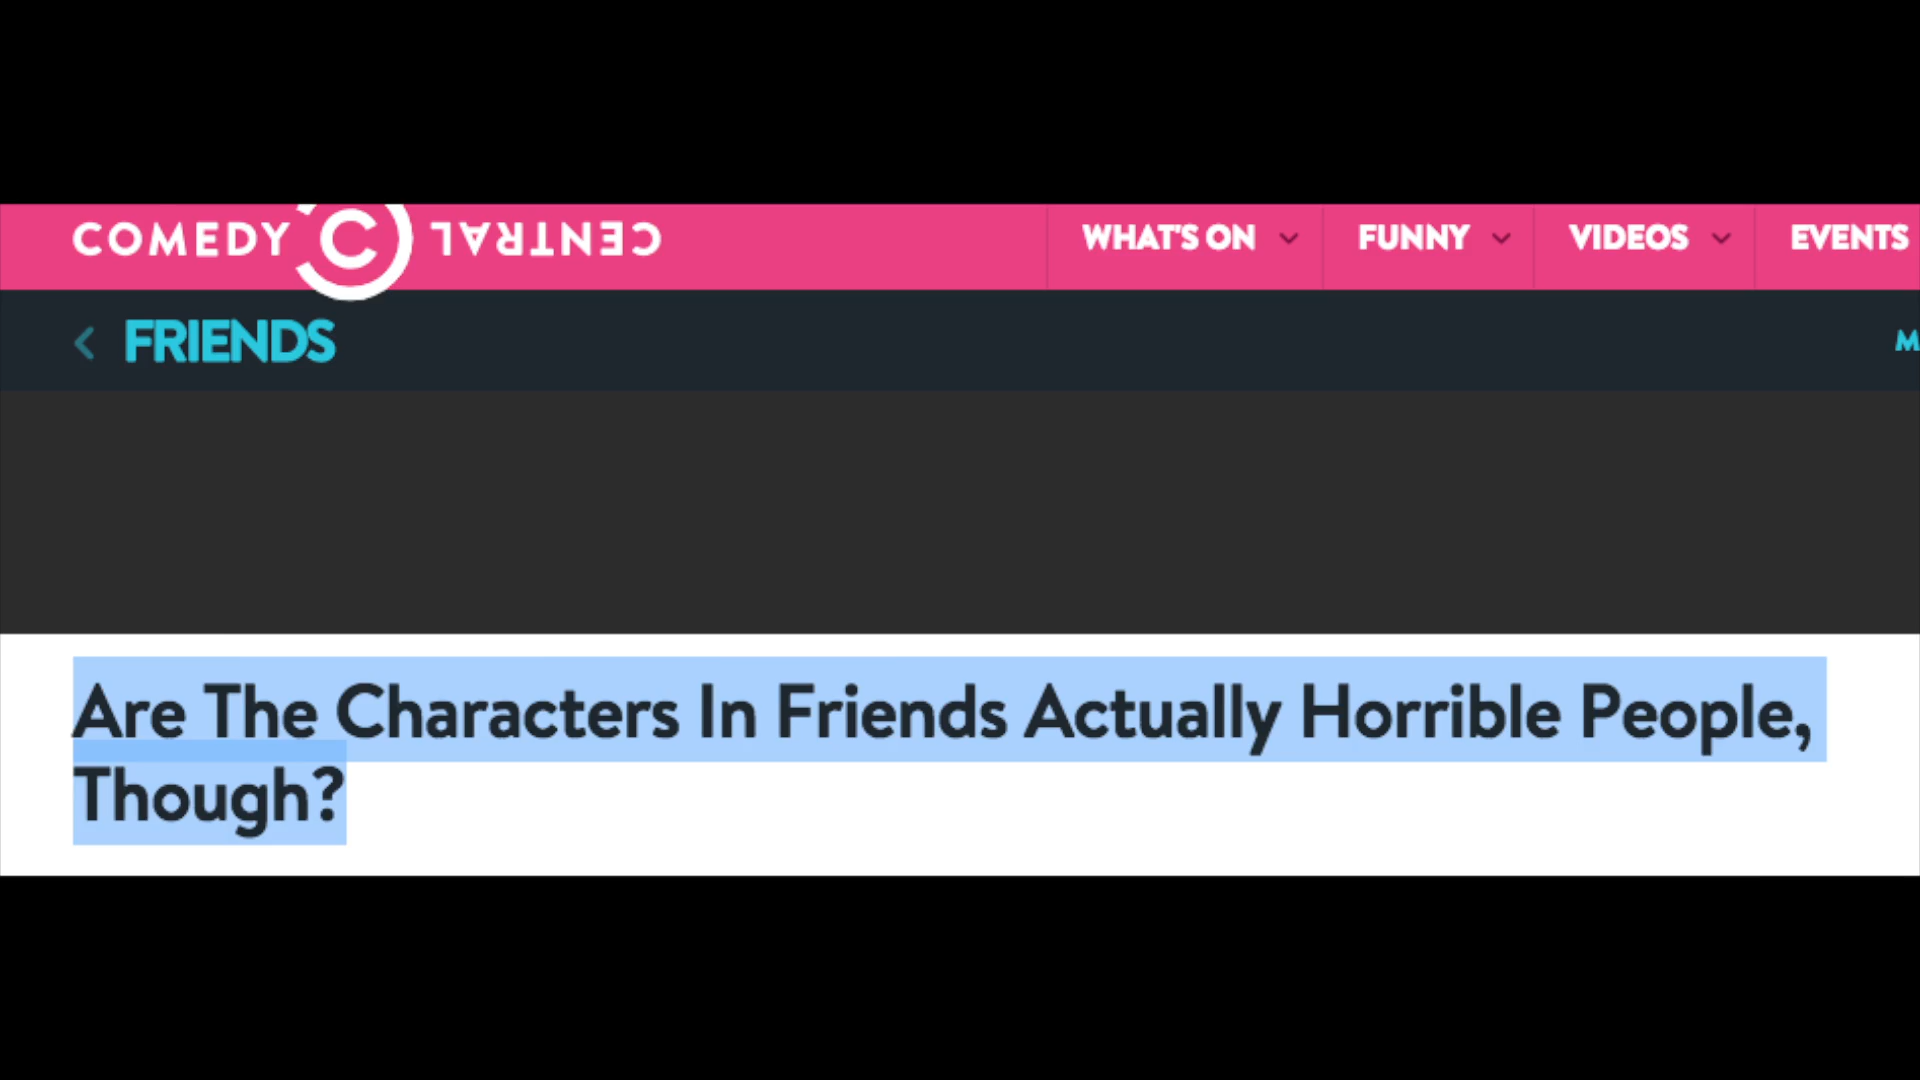 COMEDY CENTRAL WHAT'S ON FUNNY VIDEOS EVENTS
FRIENDS
Are The Characters In Friends Actually Horrible People,
Though?